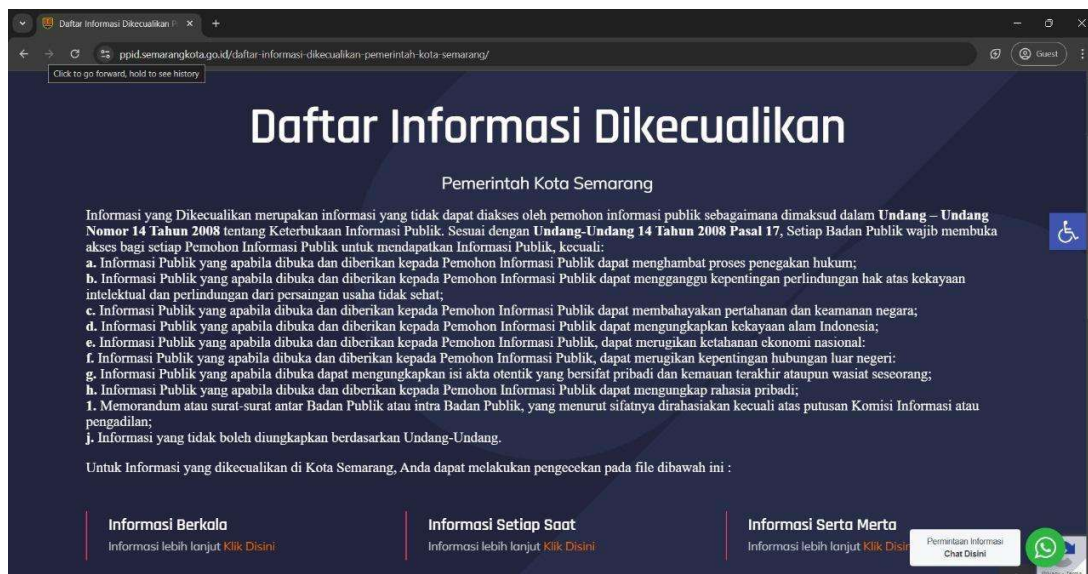 Daftar Informasi Dikecualikan P
ppid.semarangkota.go.id/daftar-informasi-dikecualikan-pemerintah-kota-semarang/
Guest
Click to go forward, hold to see history
Daftar Informasi Dikecualikan
Pemerintah Kota Semarang
Informasi yang Dikecualikan merupakan informasi yang tidak dapat diakses oleh pemohon informasi publik sebagaimana dimaksud dalam Undang – Undang
Nomor 14 Tahun 2008 tentang Keterbukaan Informasi Publik. Sesuai dengan Undang-Undang 14 Tahun 2008 Pasal 17, Setiap Badan Publik wajib membuka
akses bagi setiap Pemohon Informasi Publik untuk mendapatkan Informasi Publik, kecuali:
a. Informasi Publik yang apabila dibuka dan diberikan kepada Pemohon Informasi Publik dapat menghambat proses penegakan hukum;
b. Informasi Publik yang apabila dibuka dan diberikan kepada Pemohon Informasi Publik dapat mengganggu kepentingan perlindungan hak atas kekayaan
intelektual dan perlindungan dari persaingan usaha tidak sehat;
c. Informasi Publik yang apabila dibuka dan diberikan kepada Pemohon Informasi Publik dapat membahayakan pertahanan dan keamanan negara;
d. Informasi Publik yang apabila dibuka dan diberikan kepada Pemohon Informasi Publik dapat mengungkapkan kekayaan alam Indonesia;
e. Informasi Publik yang apabila dibuka dan diberikan kepada Pemohon Informasi Publik, dapat merugikan ketahanan ekonomi nasional:
f. Informasi Publik yang apabila dibuka dan diberikan kepada Pemohon Informasi Publik, dapat merugikan kepentingan hubungan luar negeri:
g. Informasi Publik yang apabila dibuka dapat mengungkapkan isi akta otentik yang bersifat pribadi dan kemauan terakhir ataupun wasiat seseorang;
h. Informasi Publik yang apabila dibuka dan diberikan kepada Pemohon Informasi Publik dapat mengungkap rahasia pribadi;
1. Memorandum atau surat-surat antar Badan Publik atau intra Badan Publik, yang menurut sifatnya dirahasiakan kecuali atas putusan Komisi Informasi atau
pengadilan;
j. Informasi yang tidak boleh diungkapkan berdasarkan Undang-Undang.
Untuk Informasi yang dikecualikan di Kota Semarang, Anda dapat melakukan pengecekan pada file dibawah ini :
Informasi Berkala
Informasi lebih lanjut Klik Disini
Informasi Setiap Saat
Informasi lebih lanjut Klik Disini
Informasi Serta Merta
Informasi lebih lanjut Klik Disin
Permintaan Informasi
Chat Disini